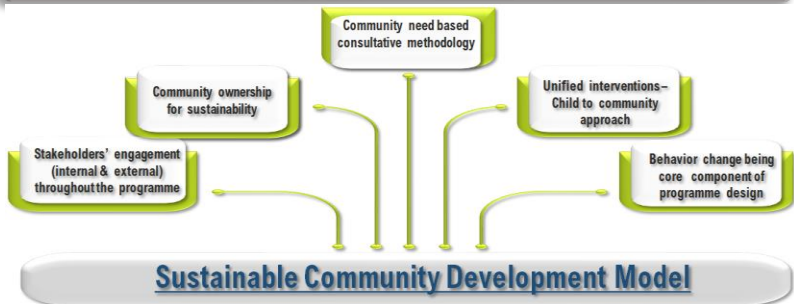 Community need based
consultative methodology
Community ownership
for sustainability
Unified interventions–
Child to community
approach
Stakeholders' engagement
(internal & external)
throughout the programme
Behavior change being
core component of
programme design
Sustainable Community Development Model